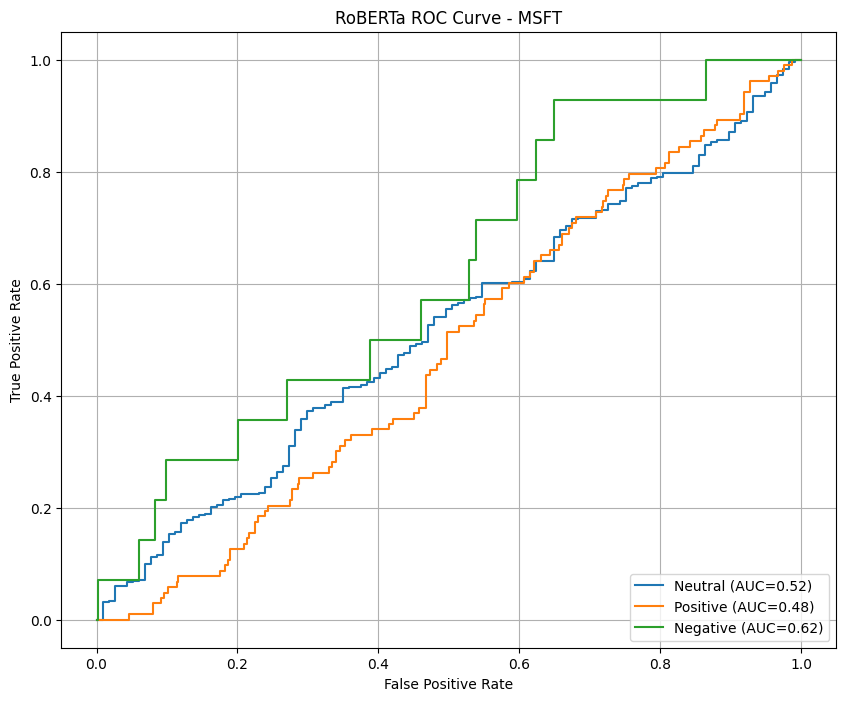 RoBERTa ROC Curve - MSFT
True Positive Rate
1.0
0.8
0.6
0.4
0.2
0.0
0.0 0.2 0.4 0.6 0.8 1.0
False Positive Rate
Neutral (AUC=0.52)
Positive (AUC=0.48)
Negative (AUC=0.62)